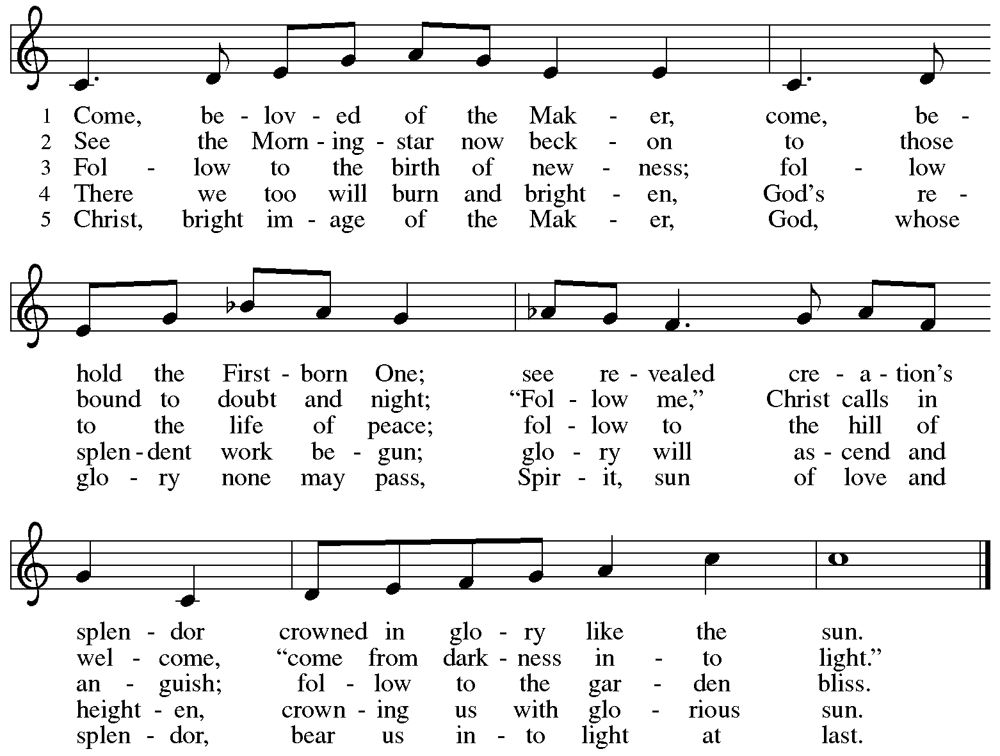 1 Come, be - lov - ed of the Mak - er, come, be -
2 See the Morn - ing - star now beck - on to those
3 Fol - low to the birth of new - ness; fol - low
4 There we too will burn and bright - en, God's re -
5 Christ, bright im - age of the Mak - er, God, whose
hold the First - born One; see re - vealed cre - a - tion's
bound to doubt and night; “Fol - low me,” Christ calls in
to the life of peace; fol - low to the hill of
splen - dent work be - gun; glo - ry will as - cend and
glo - ry none may pass, Spir - it, sun of love and
splen - dor crowned in glo - ry like the sun.
wel - come, “come from dark - ness in - to light.”
an - guish; fol - low to the gar - den bliss.
height - en, crown - ing us with glo - rious sun.
splen - dor, bear us in - to light at last.